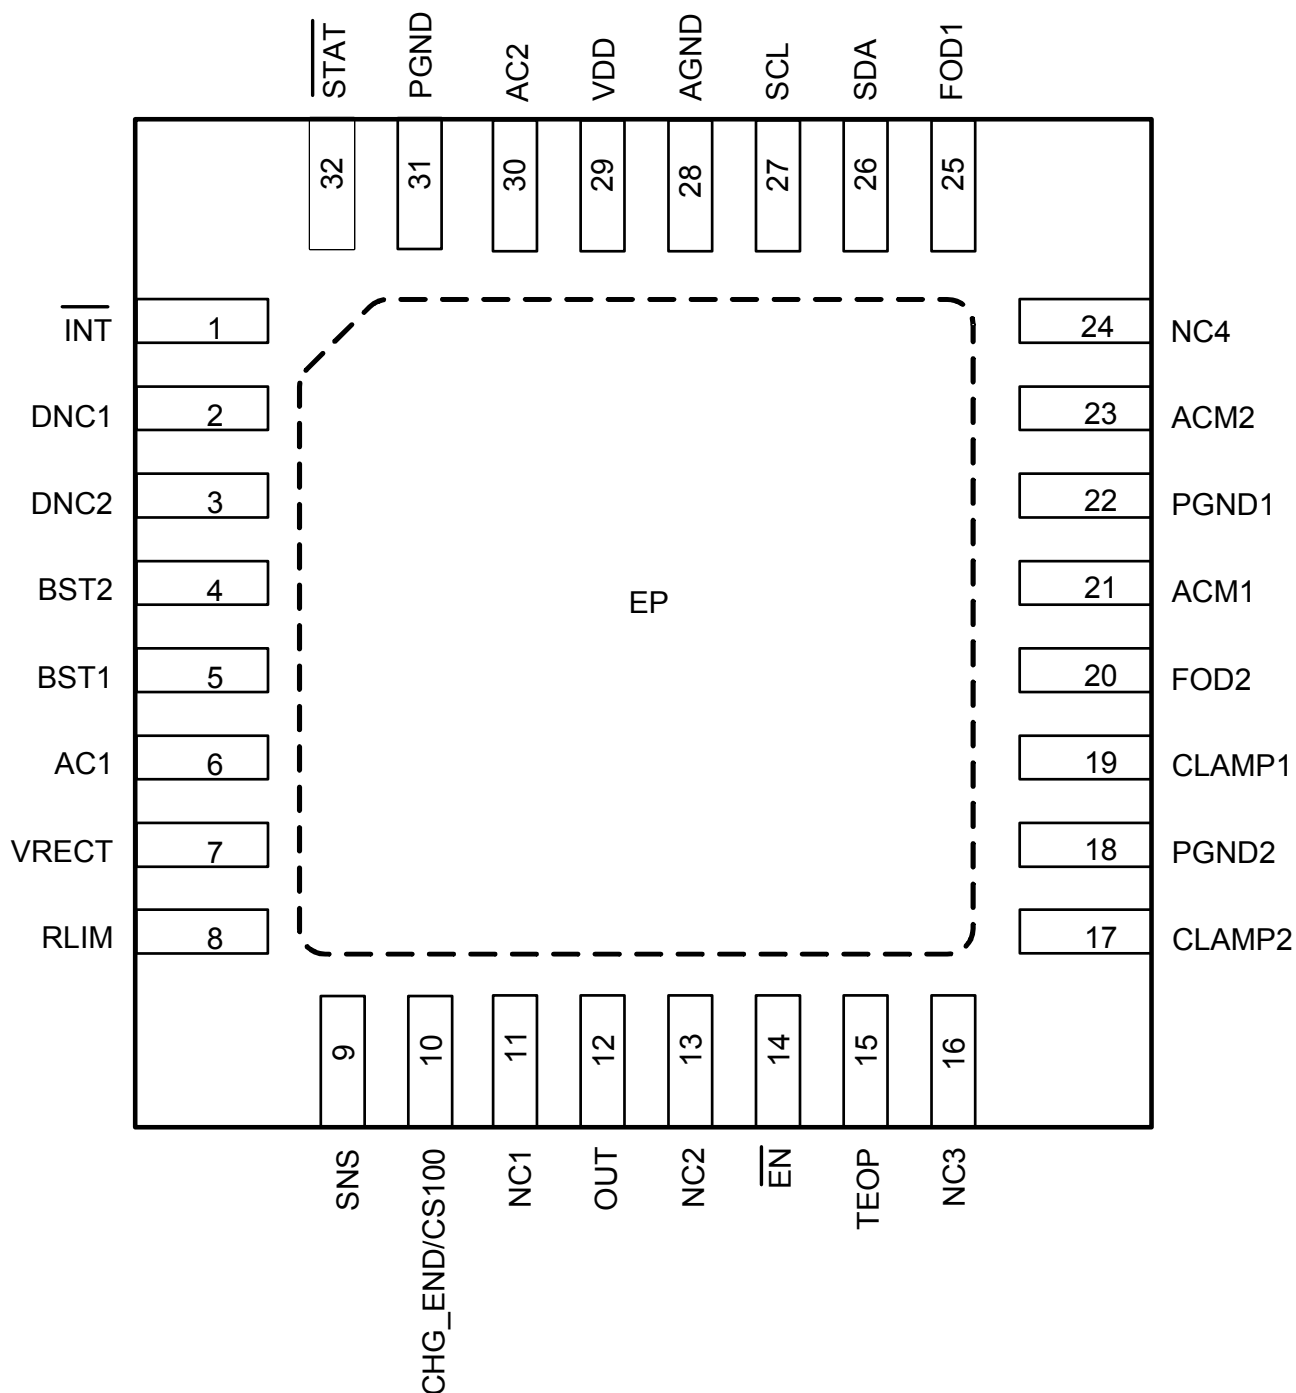 STAT
PGND
AC2
VDD
AGND
SCL
SDA
FOD1
32
31
30
29
28
27
26
25
INT 1
DNC1 2
DNC2 3
BST2 4
BST1 5
AC1 6
VRECT 7
RLIM 8
EP
24 NC4
23 ACM2
22 PGND1
21 ACM1
20 FOD2
19 CLAMP1
18 PGND2
17 CLAMP2
9
10
11
12
13
14
15
16
SNS
CHG_END/CS100
NC1
OUT
NC2
EN
TEOP
NC3